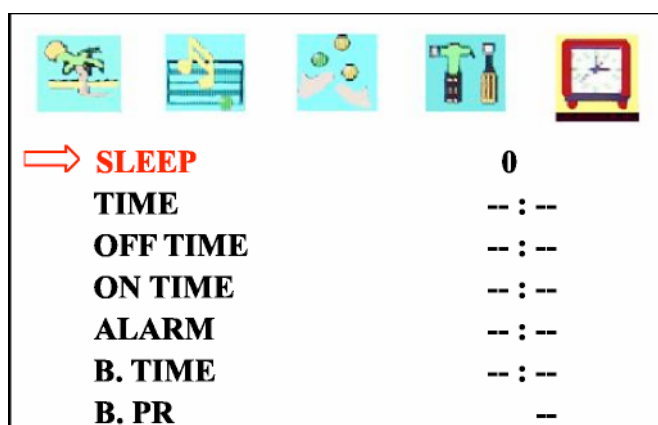 SLEEP 0
TIME -- : --
OFF TIME -- : --
ON TIME -- : --
ALARM -- : --
B. TIME -- : --
B. PR --